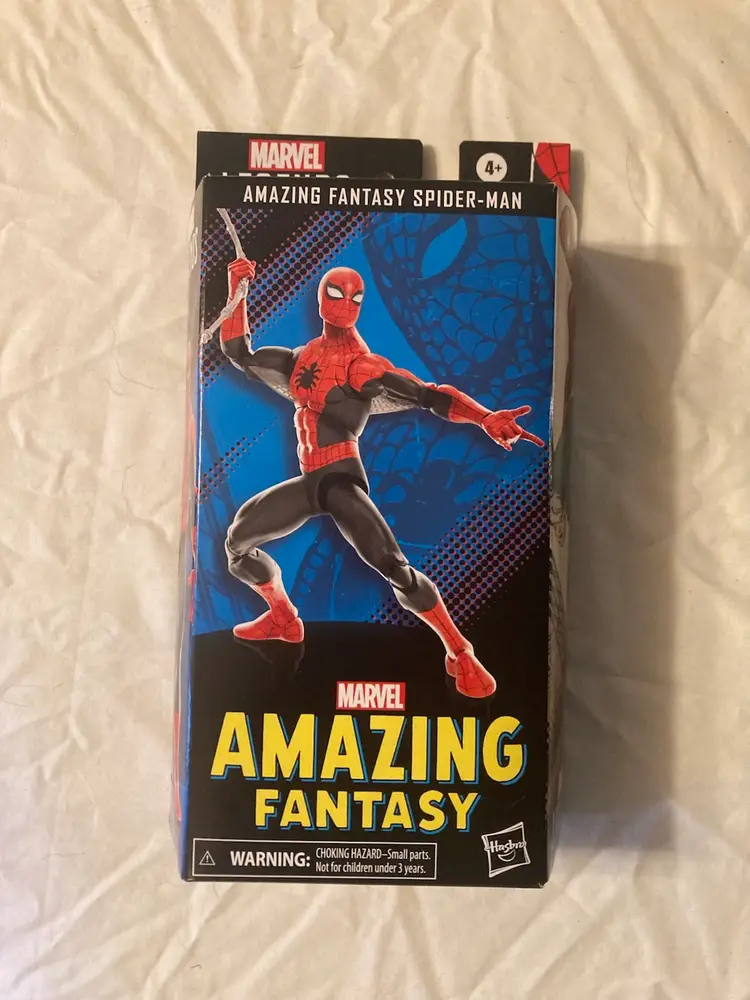 MARVEL
LEGENDS
4+
AMAZING FANTASY SPIDER-MAN
MARVEL
AMAZING
FANTASY
WARNING: CHOKING HAZARD–Small parts.
Not for children under 3 years.
Hasbro